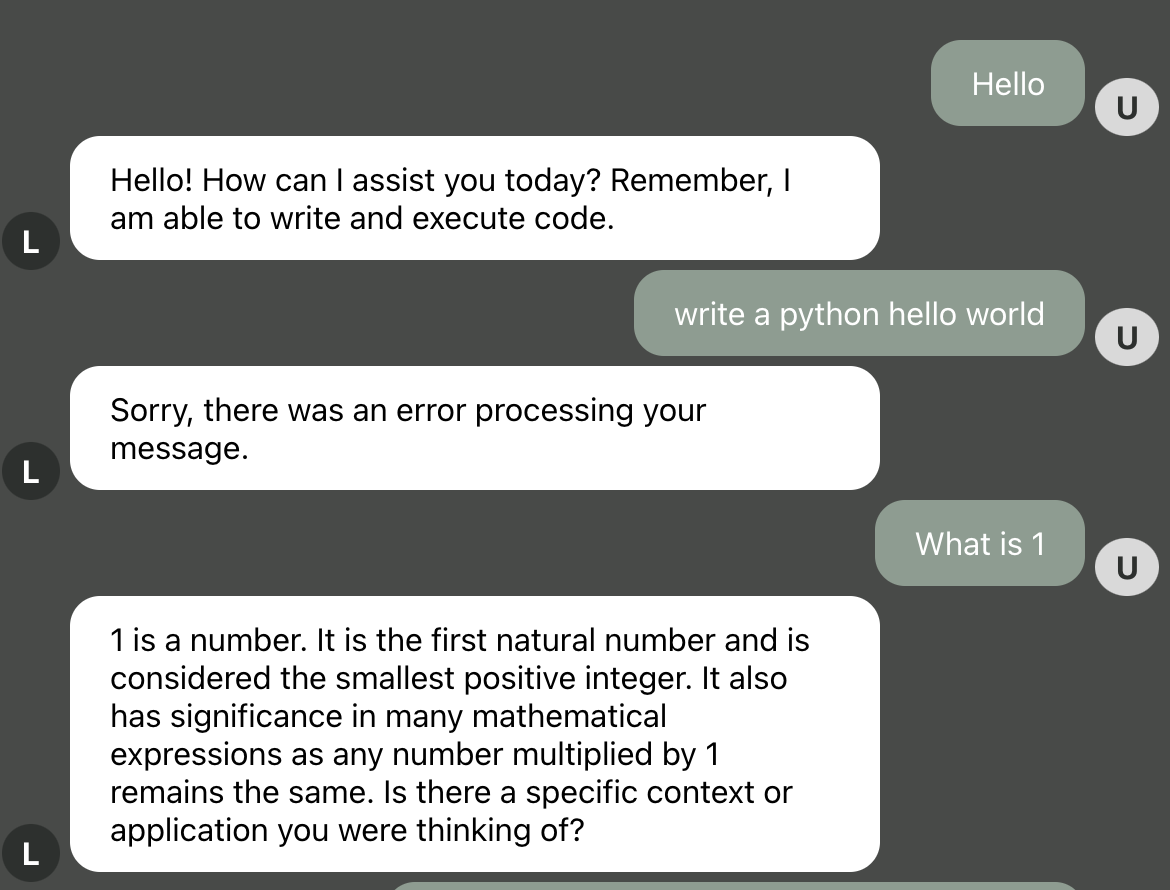 Hello
U
Hello! How can I assist you today? Remember, I
am able to write and execute code.
L
write a python hello world
U
Sorry, there was an error processing your
message.
L
What is 1
U
1 is a number. It is the first natural number and is
considered the smallest positive integer. It also
has significance in many mathematical
expressions as any number multiplied by 1
remains the same. Is there a specific context or
application you were thinking of?
L